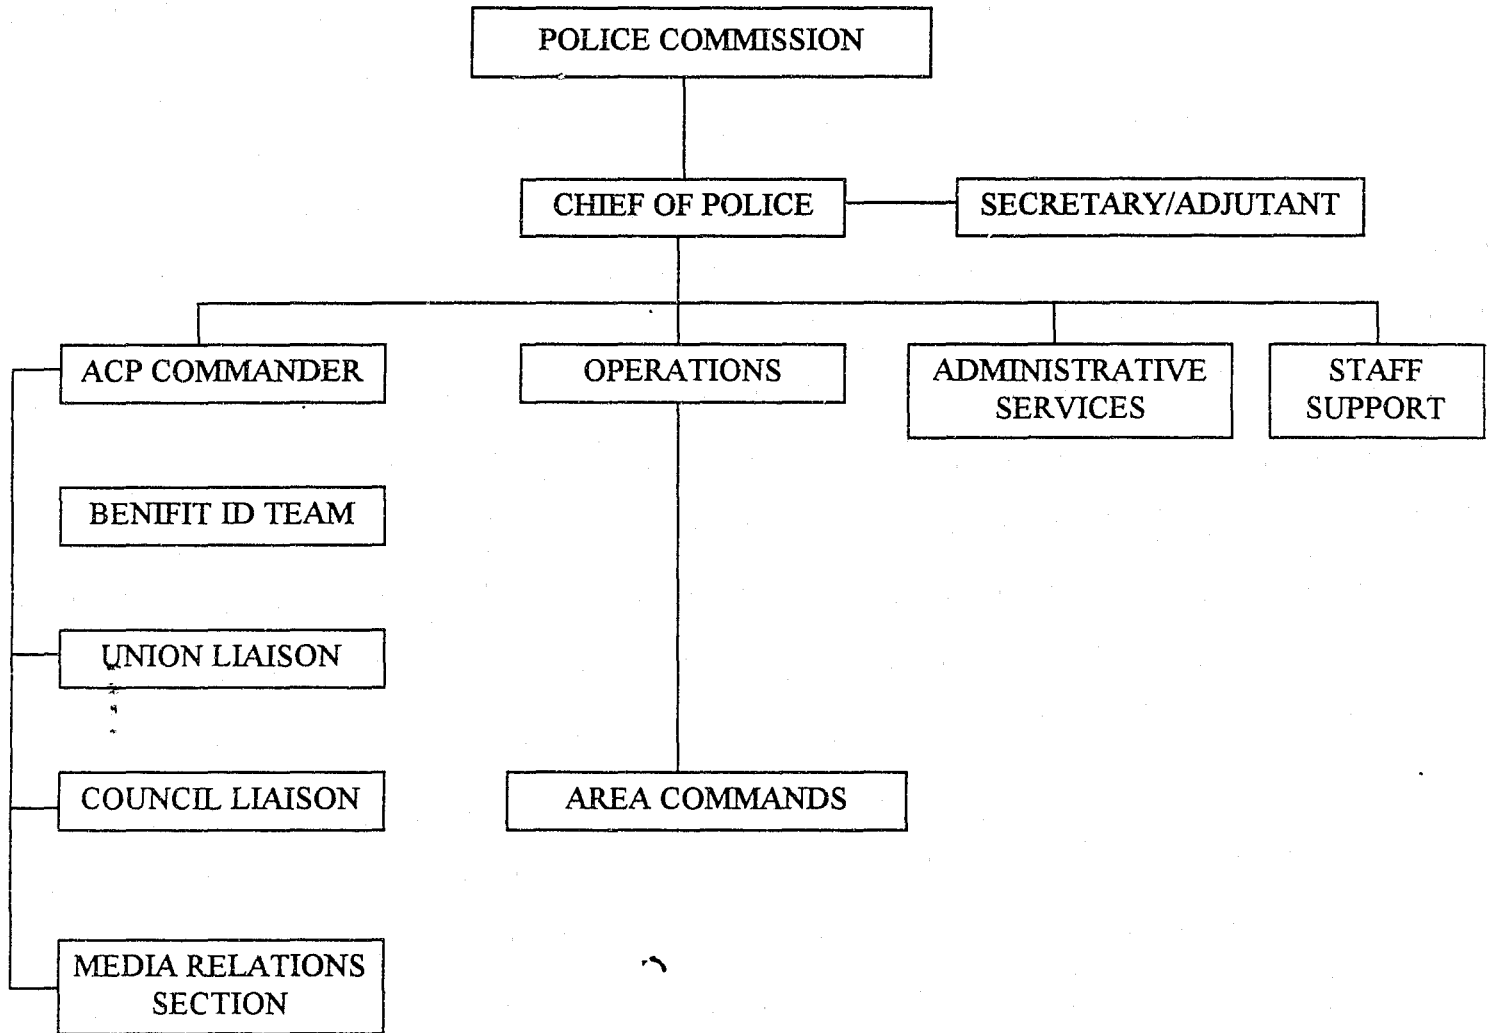 POLICE COMMISSION
CHIEF OF POLICE
SECRETARY/ADJUTANT
ACP COMMANDER
OPERATIONS
ADMINISTRATIVE
SERVICES
STAFF
SUPPORT
BENIFIT ID TEAM
UNION LIAISON
COUNCIL LIAISON
AREA COMMANDS
MEDIA RELATIONS
SECTION